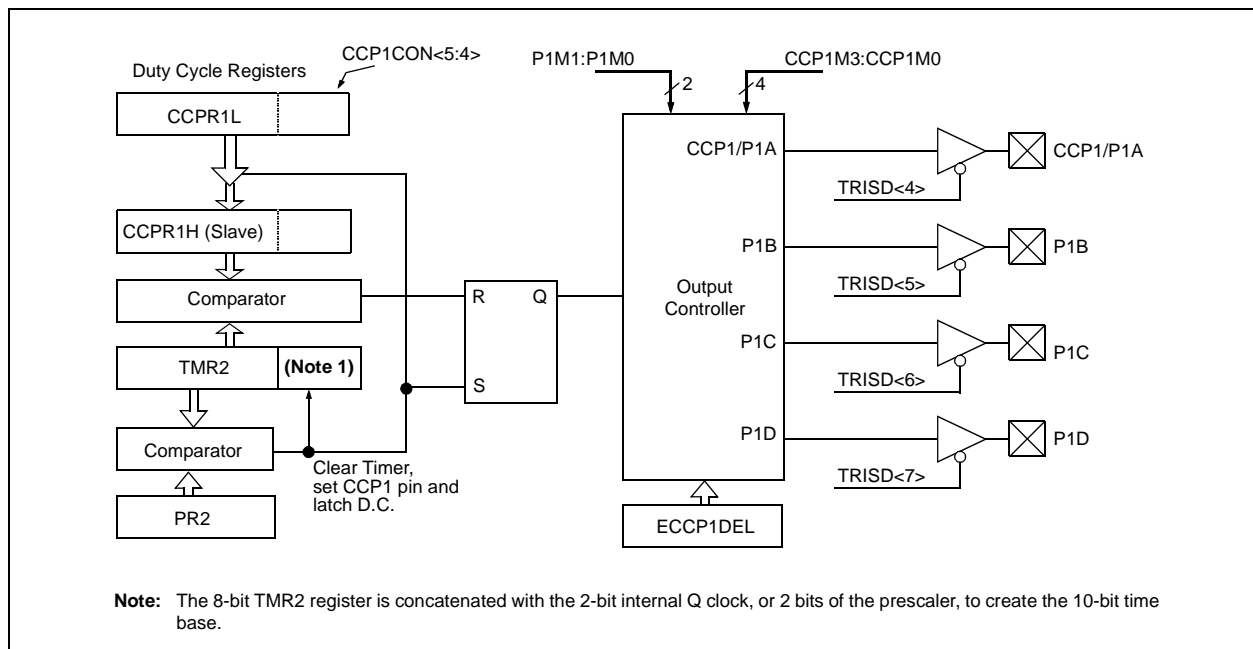 CCP1CON<5:4>
Duty Cycle Registers
CCPR1L
CCPR1H (Slave)
Comparator
TMR2
(Note 1)
Comparator
PR2
Clear Timer,
set CCP1 pin and
latch D.C.
R
Q
S
P1M1:P1M0
2
CCP1M3:CCP1M0
4
Output
Controller
CCP1/P1A
TRISD<4>
CCP1/P1A
P1B
TRISD<5>
P1B
P1C
TRISD<6>
P1C
P1D
TRISD<7>
P1D
ECCP1DEL
Note: The 8-bit TMR2 register is concatenated with the 2-bit internal Q clock, or 2 bits of the prescaler, to create the 10-bit time
base.